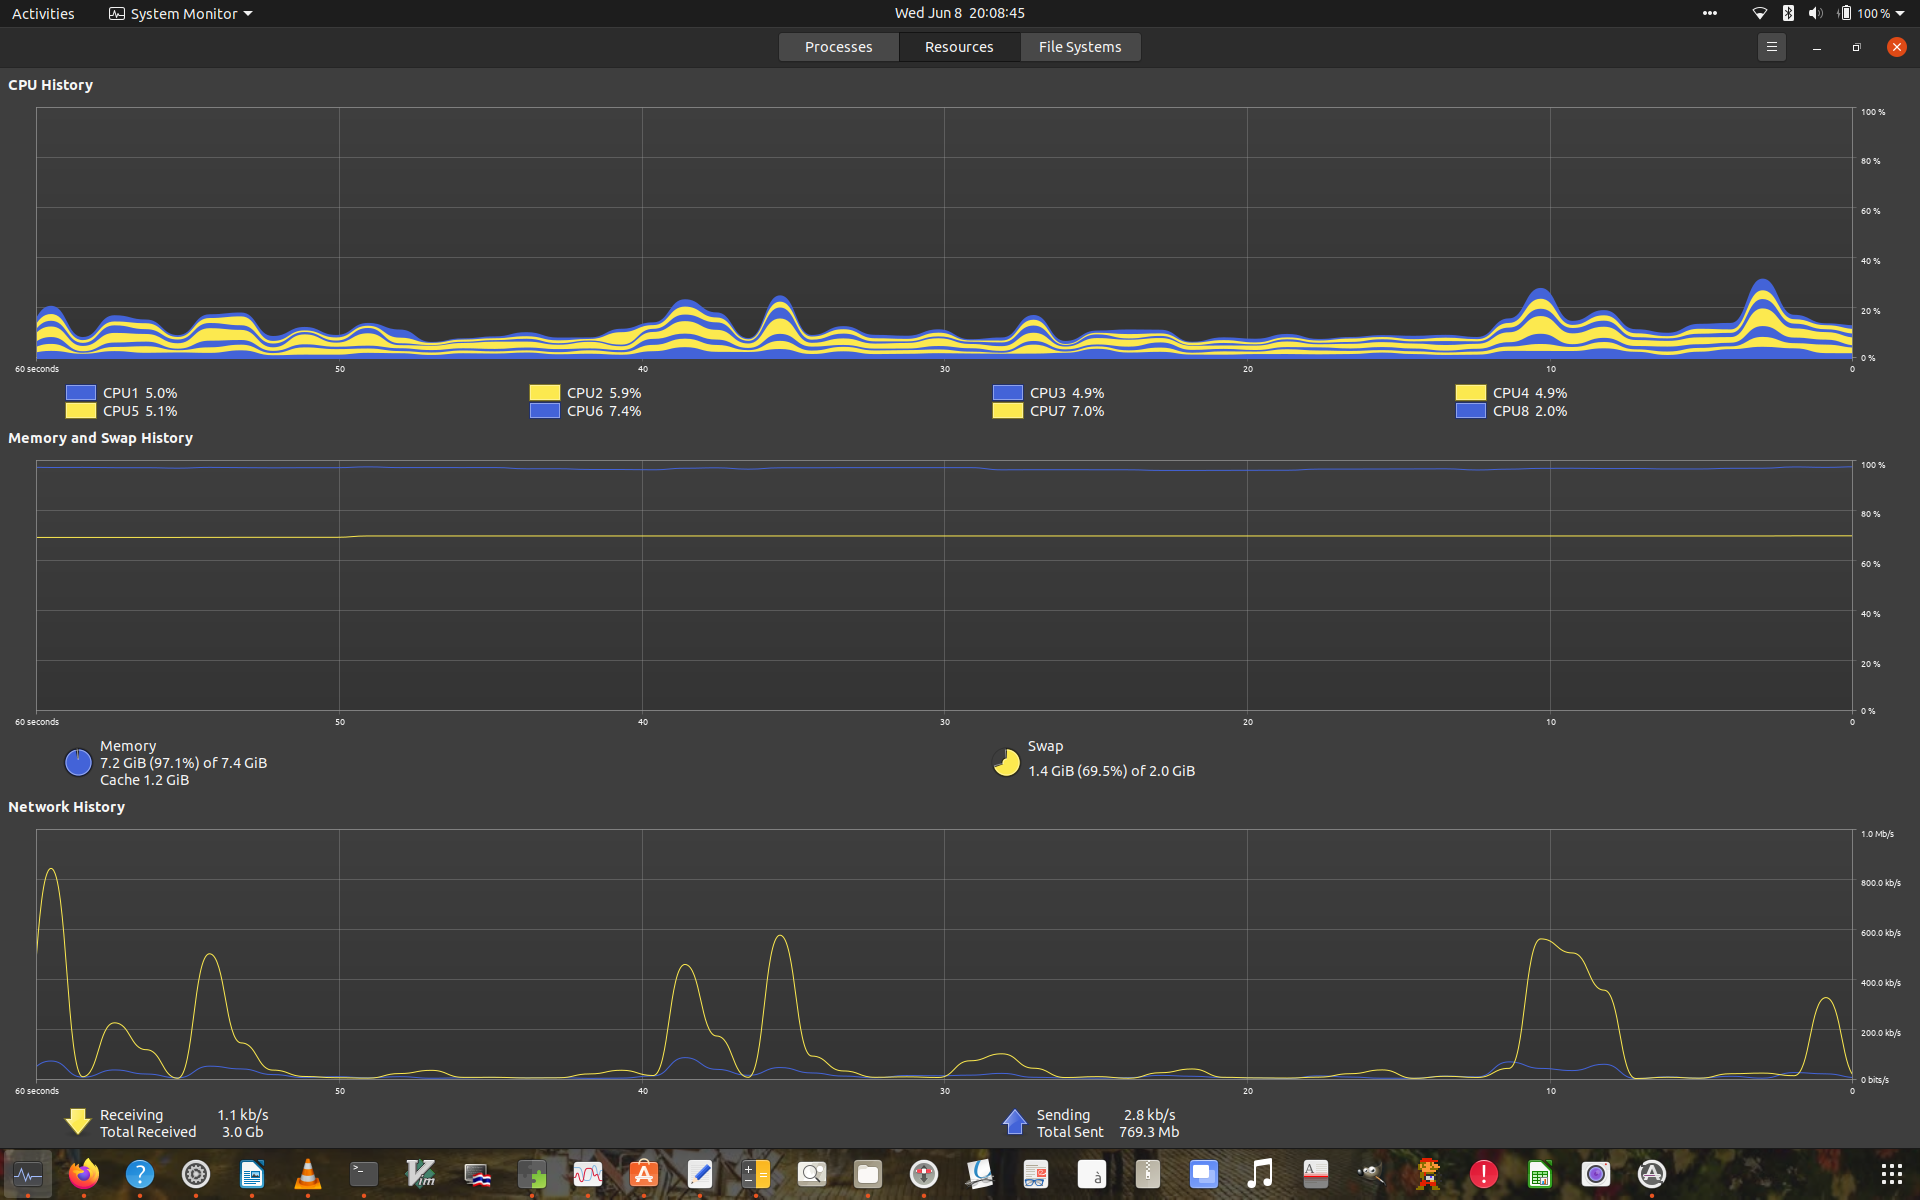 Activities System Monitor Wed Jun 8 20:08:45 100 %
Processes Resources File Systems
CPU History
100 %
80 %
60 %
40 %
20 %
0 %
60 seconds 50 40 30 20 10 0
CPU1 5.0% CPU2 5.9% CPU3 4.9% CPU4 4.9%
CPU5 5.1% CPU6 7.4% CPU7 7.0% CPU8 2.0%
Memory and Swap History
100 %
80 %
60 %
40 %
20 %
0 %
60 seconds 50 40 30 20 10 0
Memory
7.2 GiB (97.1%) of 7.4 GiB
Cache 1.2 GiB
Swap
1.4 GiB (69.5%) of 2.0 GiB
Network History
1.0 Mb/s
800.0 kb/s
600.0 kb/s
400.0 kb/s
200.0 kb/s
0 bits/s
60 seconds 50 40 30 20 10 0
Receiving 1.1 kb/s
Total Received 3.0 Gb
Sending 2.8 kb/s
Total Sent 769.3 Mb